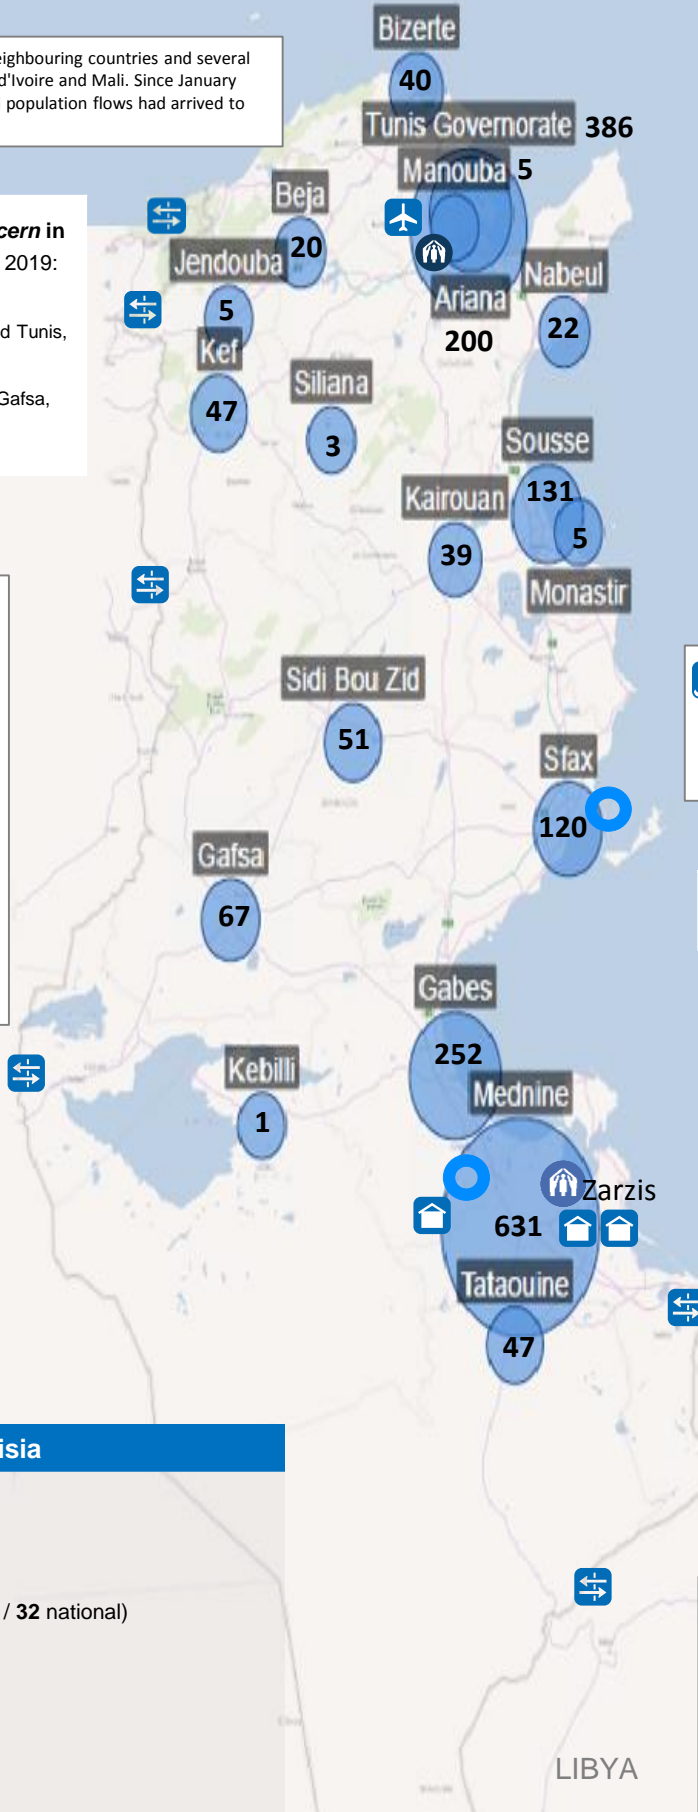 eighbouring countries and several
d'Ivoire and Mali. Since January
population flows had arrived to
cern in
2019:
d Tunis,
Gafsa,
Bizerte
40
Tunis Governorate 386
Manouba 5
Beja
20
Jendouba
5
Ariana
200
Nabeul
22
Kef
47
Siliana
3
Sousse
131
Kairouan
39
5
Monastir
Sidi Bou Zid
51
Sfax
120
Gafsa
67
Gabes
252
Kebilli
1
Mednine
Zarzis
631
Tataouine
47
isia
/ 32 national)
LIBYA